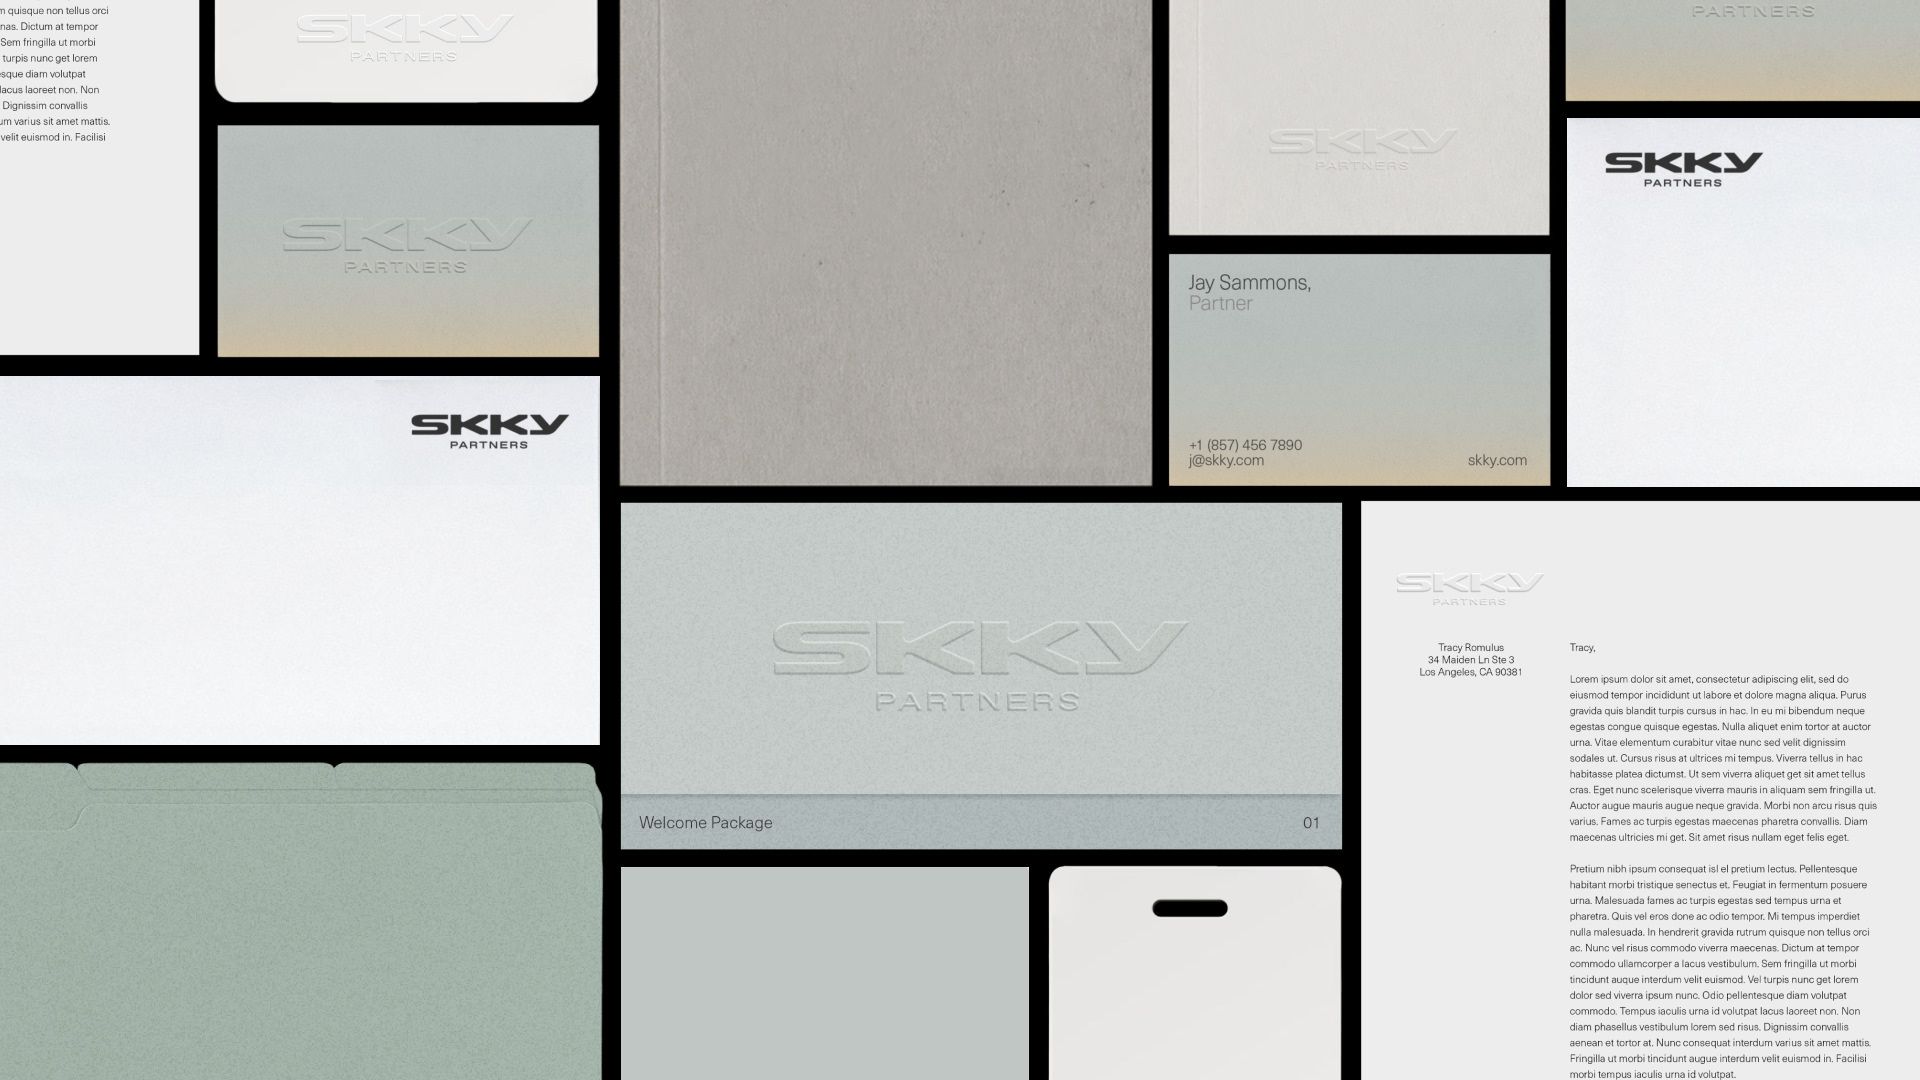 m quisque non tellus orci
nas. Dictum at tempor
Sem fringilla ut morbi
turpis nunc get lorem
esque diam volutpat
lacus laoreet non. Non
Dignissim convallis
um varius sit amet mattis.
velit euismod in. Facilisi
SKKY
PARTNERS
SKKY
PARTNERS
SKKY
PARTNERS
SKKY
PARTNERS
Jay Sammons,
Partner
+1 (857) 456 7890
j@skky.com
skky.com
PARTNERS
SKKY
PARTNERS
SKKY
PARTNERS
Welcome Package
01
SKKY
PARTNERS
Tracy Romulus
34 Maiden Ln Ste 3
Los Angeles, CA 90381
Tracy,
Lorem ipsum dolor sit amet, consectetur adipiscing elit, sed do
eiusmod tempor incididunt ut labore et dolore magna aliqua. Purus
gravida quis blandit turpis cursus in hac. In eu mi bibendum neque
egestas congue quisque egestas. Nulla aliquet enim tortor at auctor
urna. Vitae elementum curabitur vitae nunc sed velit dignissim
sodales ut. Cursus risus at ultrices mi tempus. Viverra tellus in hac
habitasse platea dictumst. Ut sem viverra aliquet get sit amet tellus
cras. Eget nunc scelerisque viverra mauris in aliquam sem fringilla ut.
Auctor augue mauris augue neque gravida. Morbi non arcu risus quis
varius. Fames ac turpis egestas maecenas pharetra convallis. Diam
maecenas ultricies mi get. Sit amet risus nullam eget felis eget.
Pretium nibh ipsum consequat isl el pretium lectus. Pellentesque
habitant morbi tristique senectus et. Feugiat in fermentum posuere
urna. Malesuada fames ac turpis egestas sed tempus urna et
pharetra. Quis vel eros done ac odio tempor. Mi tempus imperdiet
nulla malesuada. In hendrerit gravida rutrum quisque non tellus orci
ac. Nunc vel risus commodo viverra maecenas. Dictum at tempor
commodo ullamcorper a lacus vestibulum. Sem fringilla ut morbi
tincidunt auque interdum velit euismod. Vel turpis nunc get lorem
dolor sed viverra ipsum nunc. Odio pellentesque diam volutpat
commodo. Tempus iaculis urna id volutpat lacus laoreet non. Non
diam phasellus vestibulum lorem sed risus. Dignissim convallis
aenean et tortor at. Nunc consequat interdum varius sit amet mattis.
Fringilla ut morbi tincidunt augue interdum velit euismod in. Facilisi
morbi tempus iaculis urna id volutpat.